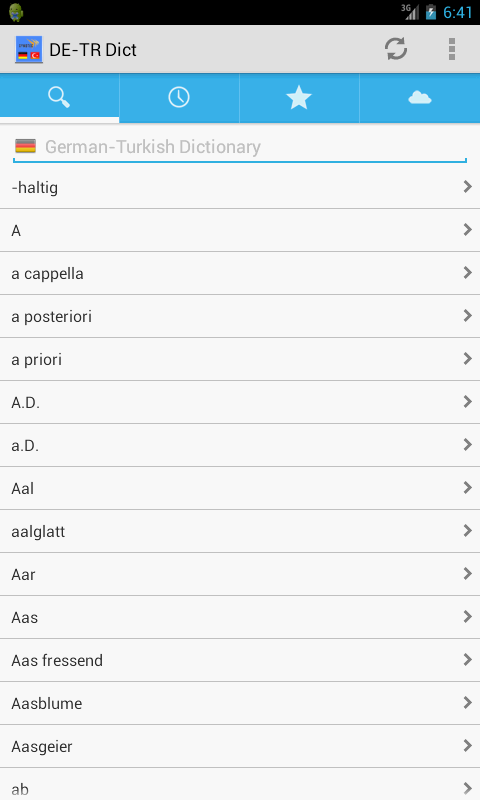 3G
6:41
DE-TR Dict
German-Turkish Dictionary
-haltig
A
a cappella
a posteriori
a priori
A.D.
a.D.
Aal
aalglatt
Aar
Aas
Aas fressend
Aasblume
Aasgeier
ab